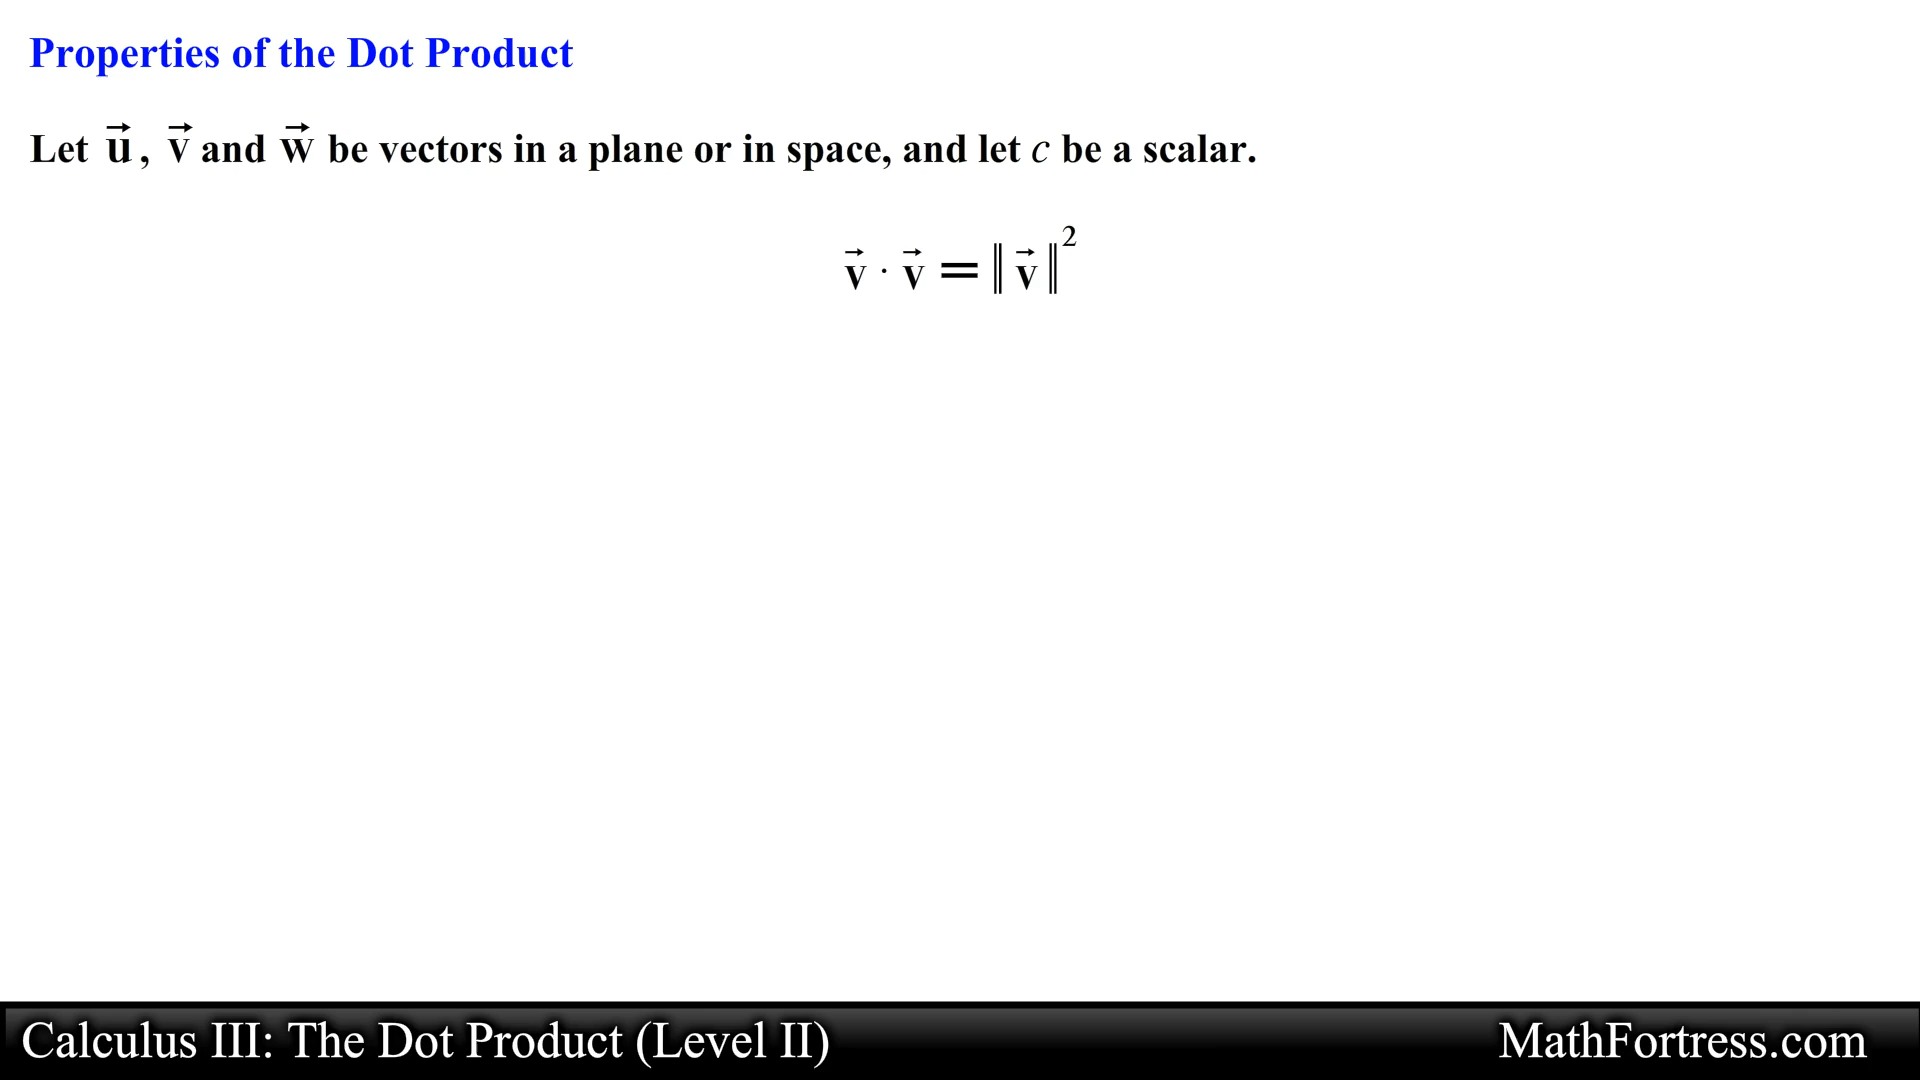 Properties of the Dot Product
Let u⃗, v⃗ and w⃗ be vectors in a plane or in space, and let c be a scalar.
v⃗ · v⃗ = ‖v⃗‖²
Calculus III: The Dot Product (Level II)
MathFortress.com